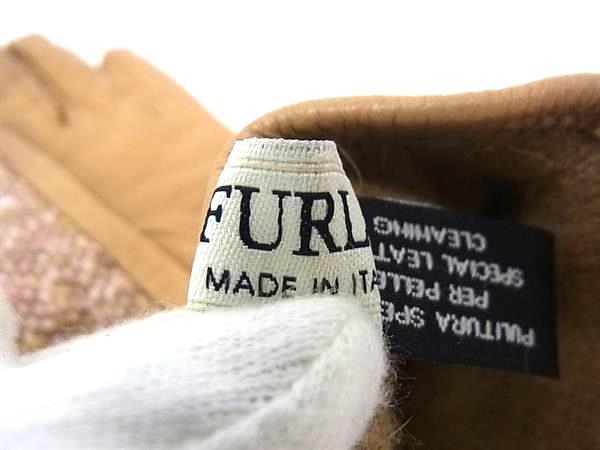 FURL
MADE IN ITA
PULITURA SPE
PER PELLE
SPECIAL LEAT
CLEANING